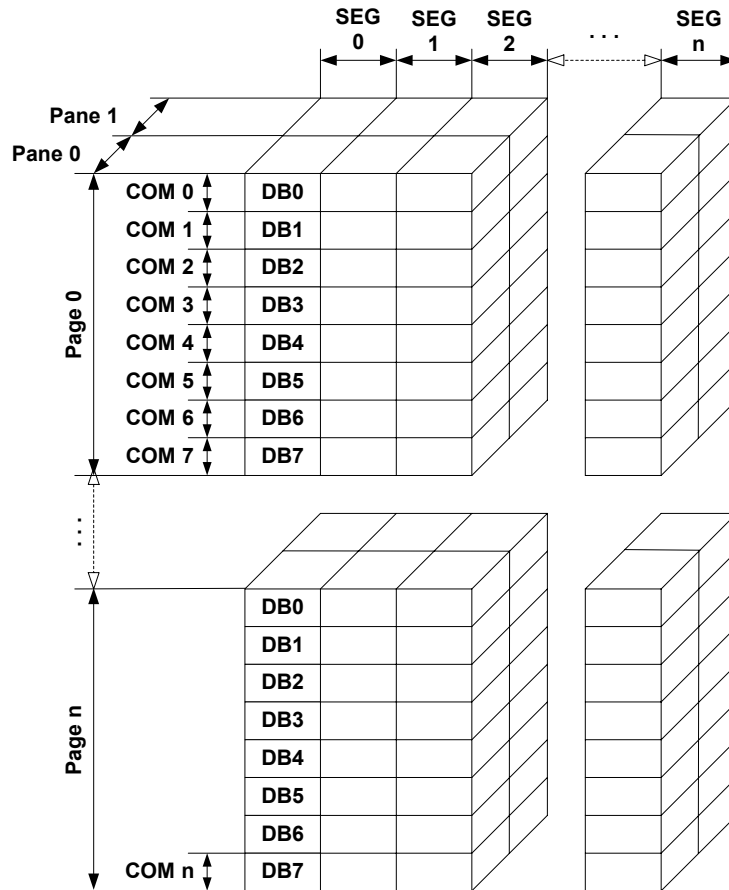 SEG 0
SEG 1
SEG 2
. . .
SEG n
Pane 1
Pane 0
Page 0
COM 0 DB0
COM 1 DB1
COM 2 DB2
COM 3 DB3
COM 4 DB4
COM 5 DB5
COM 6 DB6
COM 7 DB7
. . .
Page n
DB0
DB1
DB2
DB3
DB4
DB5
DB6
COM n DB7